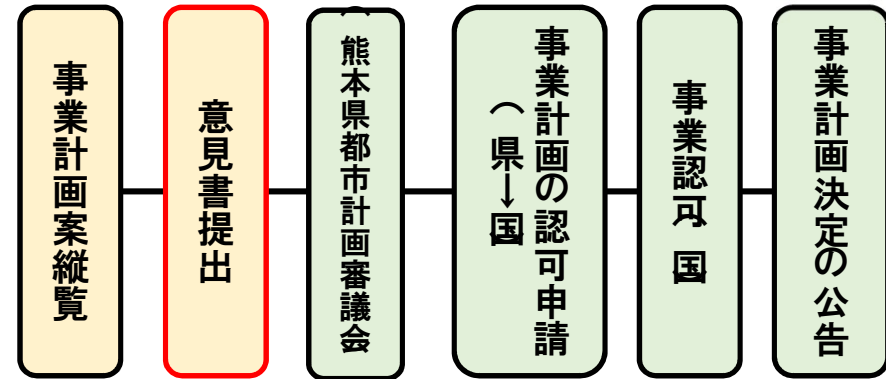 事業計画案縦覧
意見書提出
（熊本県都市計画審議会）
事業計画の認可申請
（県→国）
事業認可（国）
事業計画決定の公告